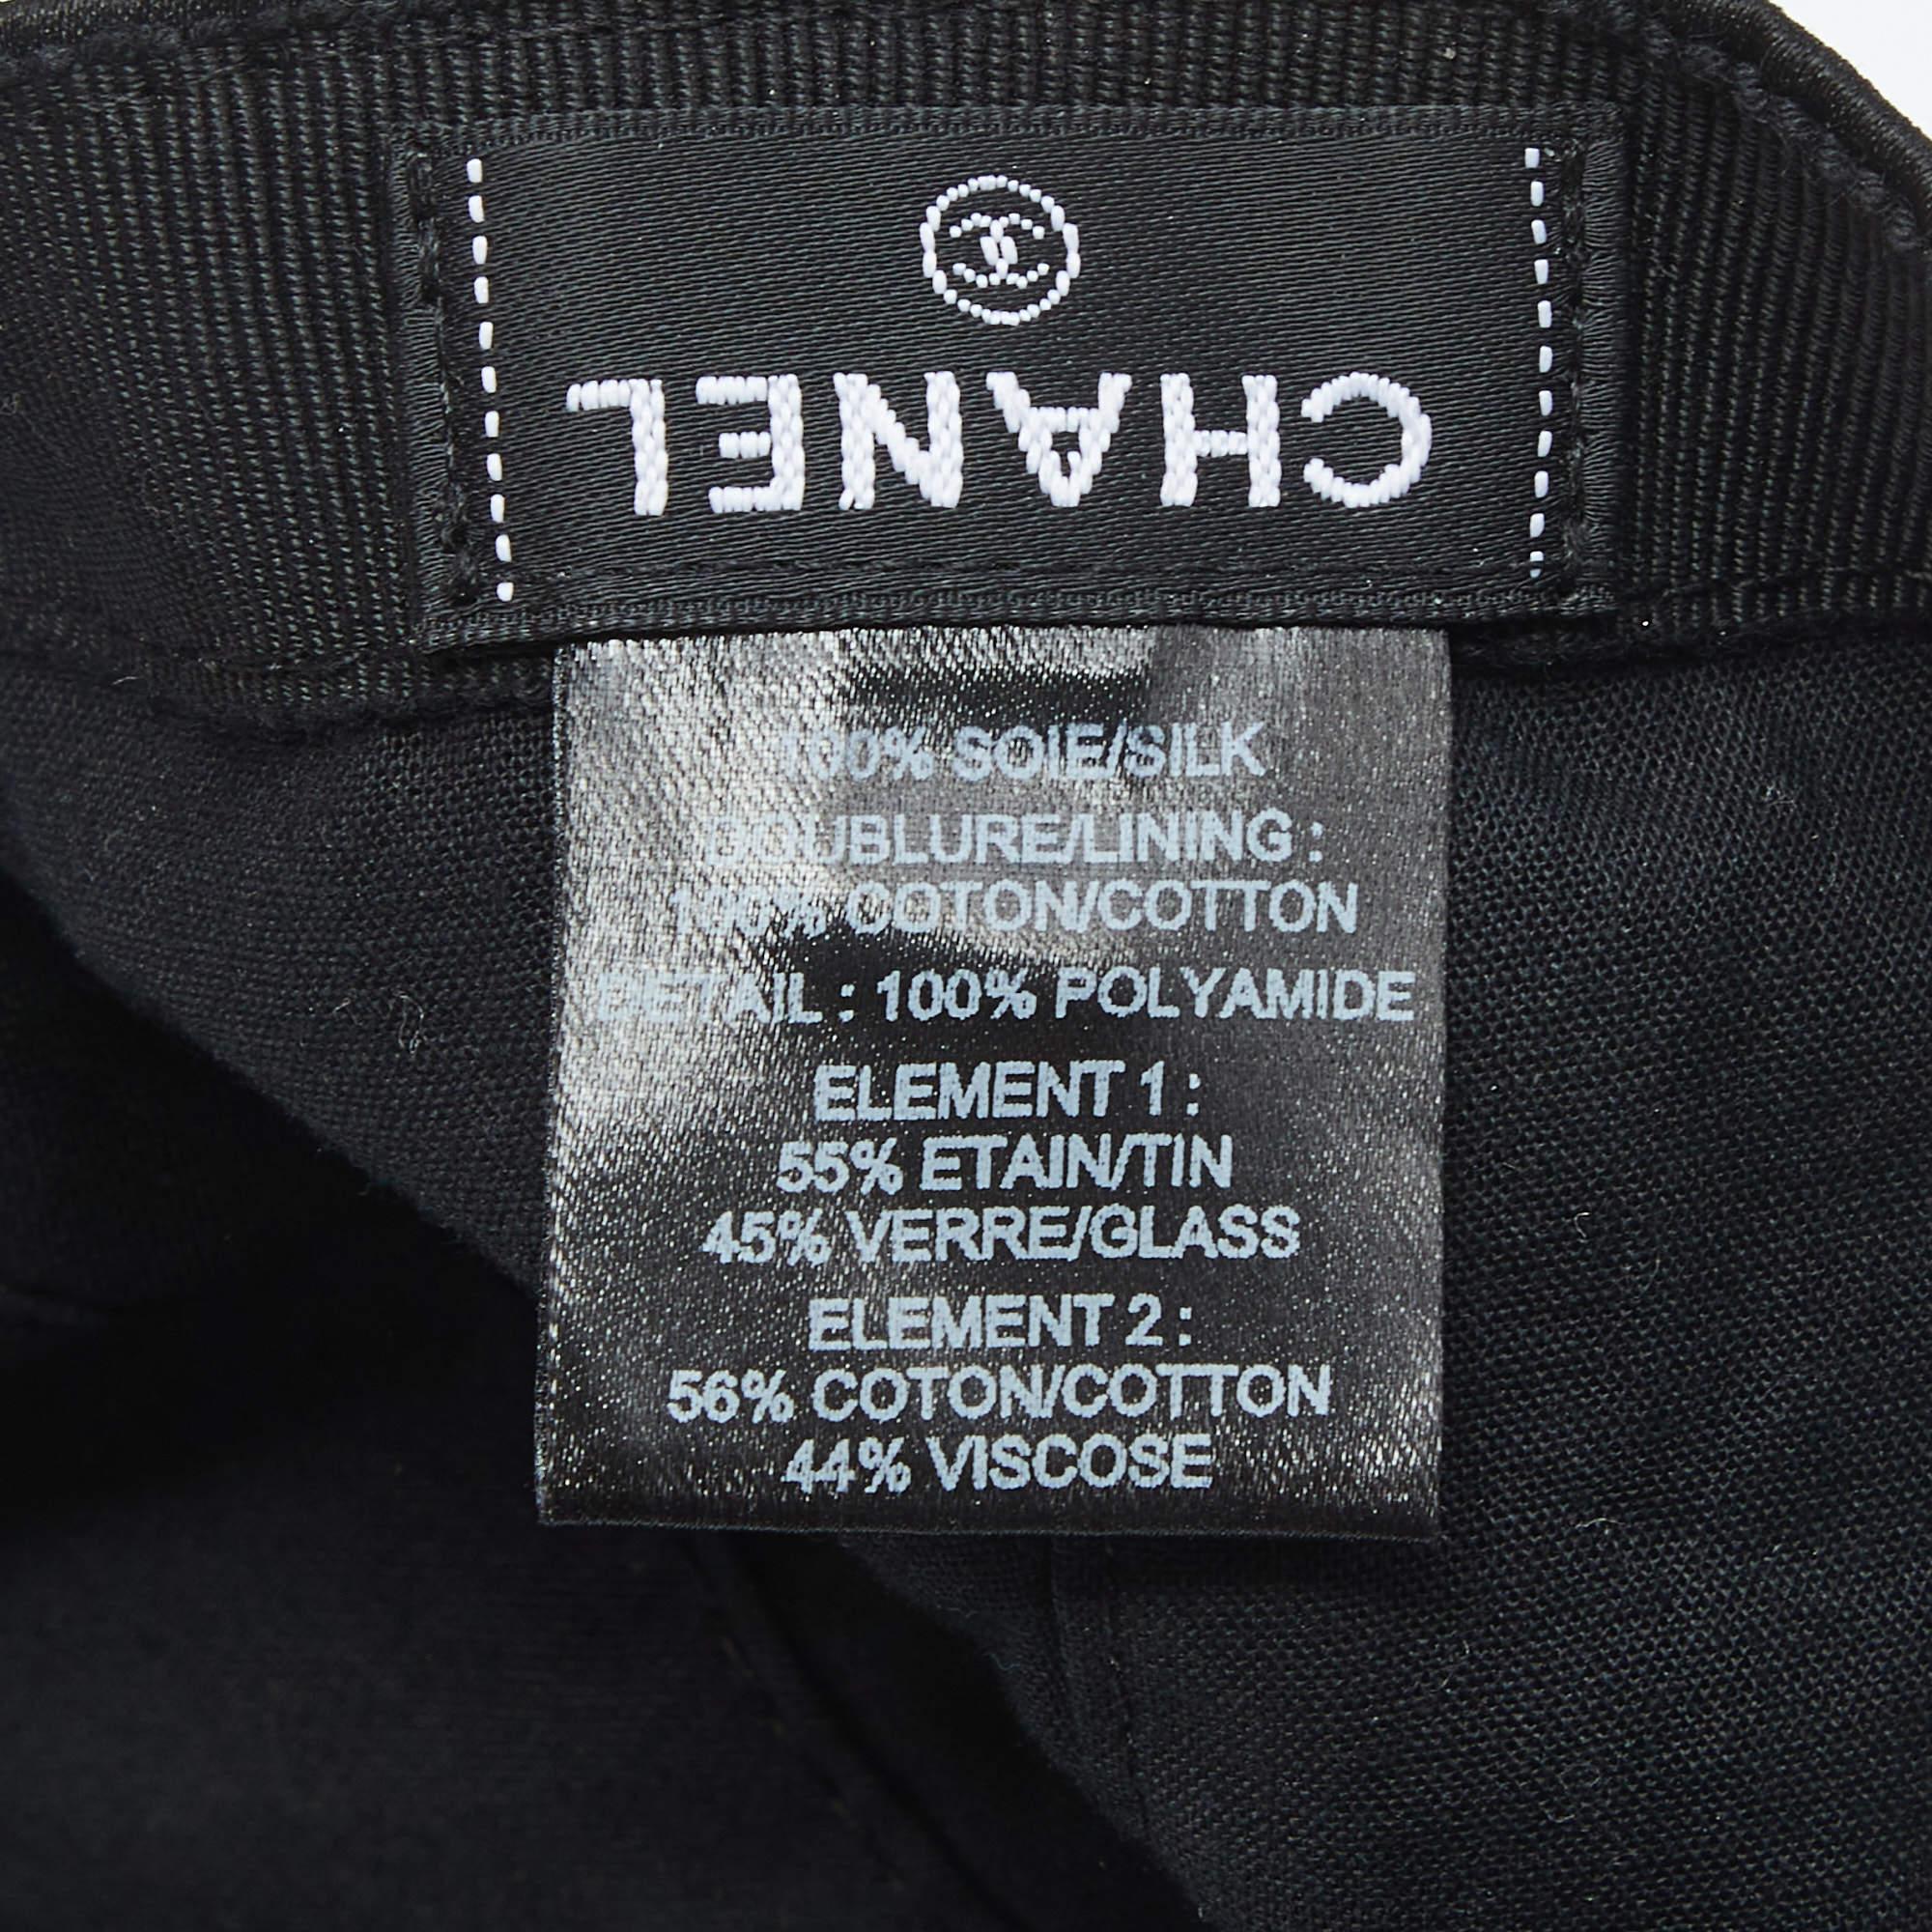 CHANEL
100% SOIE/SILK
DOUBLURE/LINING :
100% COTON/COTTON
DETAIL : 100% POLYAMIDE
ELEMENT 1 :
55% ETAIN/TIN
45% VERRE/GLASS
ELEMENT 2 :
56% COTON/COTTON
44% VISCOSE